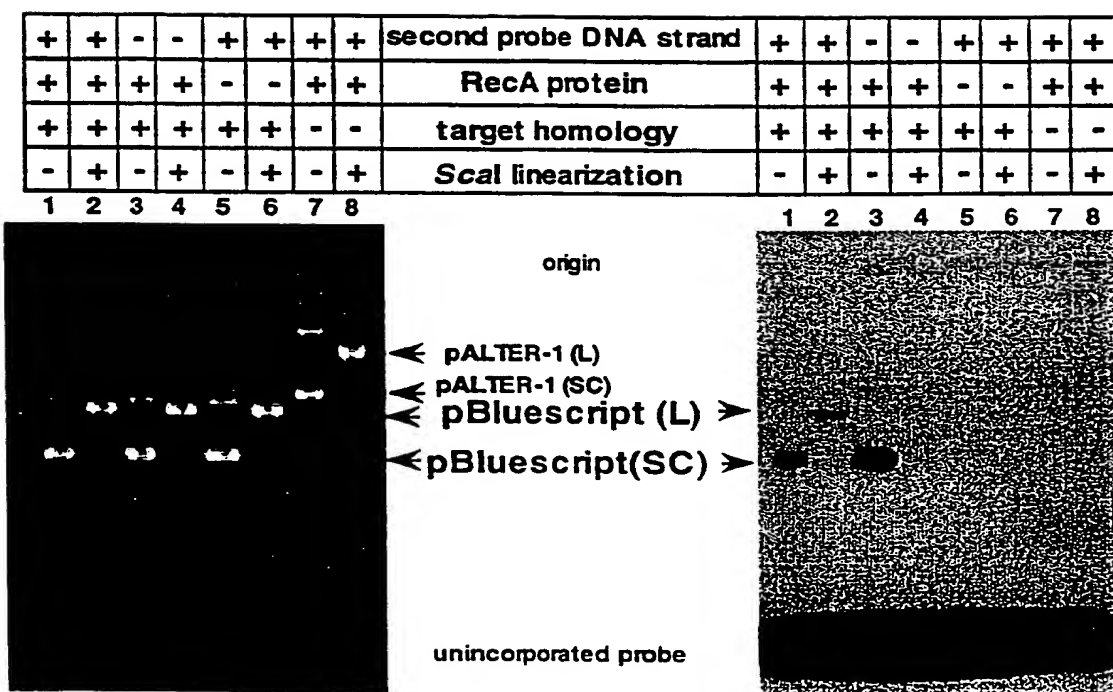 + + - - + + + + second probe DNA strand + + - - + + + +
+ + + + - - + + RecA protein + + + + - - + +
+ + + + + + - - target homology + + + + + + - -
- + - + - + - + ScaI linearization - + - + - + - +
1 2 3 4 5 6 7 8 1 2 3 4 5 6 7 8
origin
pALTER-1 (L)
pALTER-1 (SC)
pBluescript (L)
pBluescript(SC)
unincorporated probe